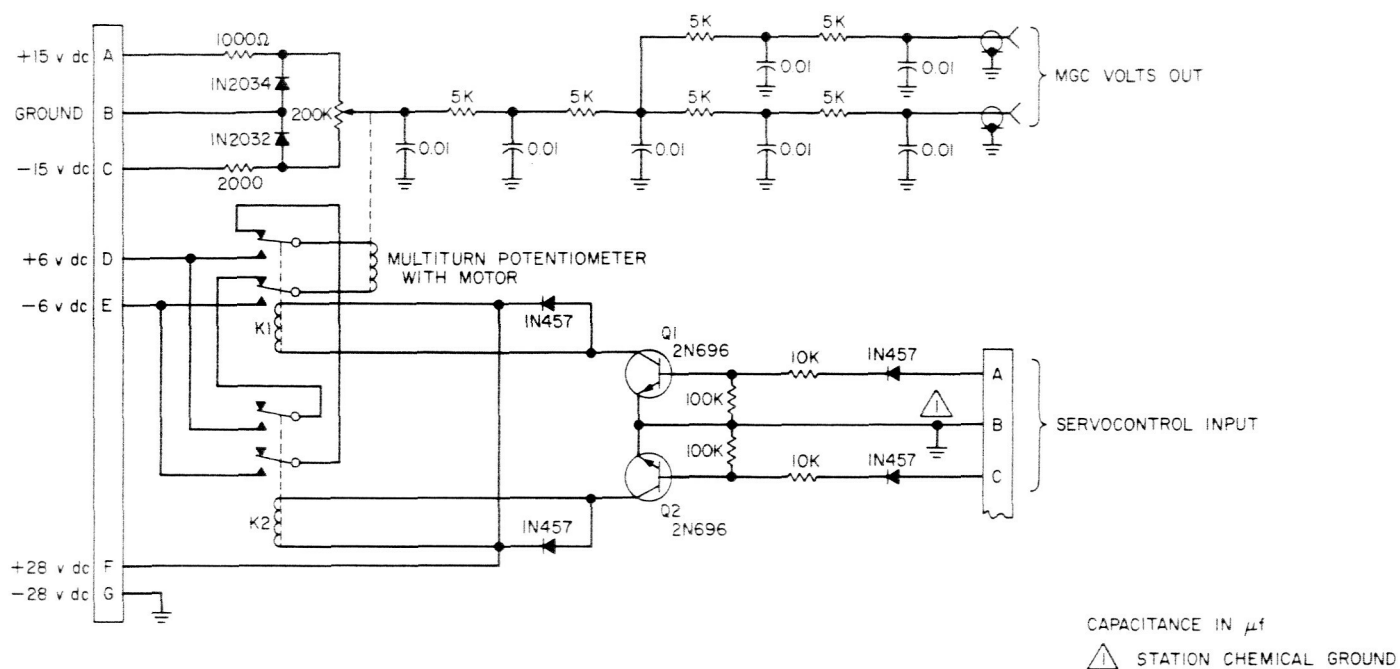 +15 v dc A
1000Ω
1N2034
GROUND B
200K
1N2032
-15 v dc C
2000
5K 5K
0.01 0.01
MGC VOLTS OUT
5K 5K 5K 5K
0.01 0.01 0.01 0.01 0.01
+6 v dc D
MULTITURN POTENTIOMETER
WITH MOTOR
-6 v dc E
K1
1N457
Q1
2N696
10K 1N457
A
100K
1
B
SERVOCONTROL INPUT
100K
10K 1N457
C
K2
1N457
Q2
2N696
+28 v dc F
-28 v dc G
CAPACITANCE IN μf
1 STATION CHEMICAL GROUND